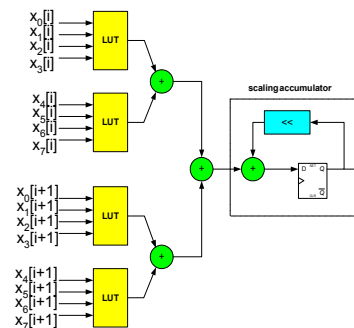 x0[i]
x1[i]
x2[i]
x3[i]
LUT
+
x4[i]
x5[i]
x6[i]
x7[i]
LUT
scaling accumulator
<<
+
+
D
Q
Q
x0[i+1]
x1[i+1]
x2[i+1]
x3[i+1]
LUT
+
x4[i+1]
x5[i+1]
x6[i+1]
x7[i+1]
LUT